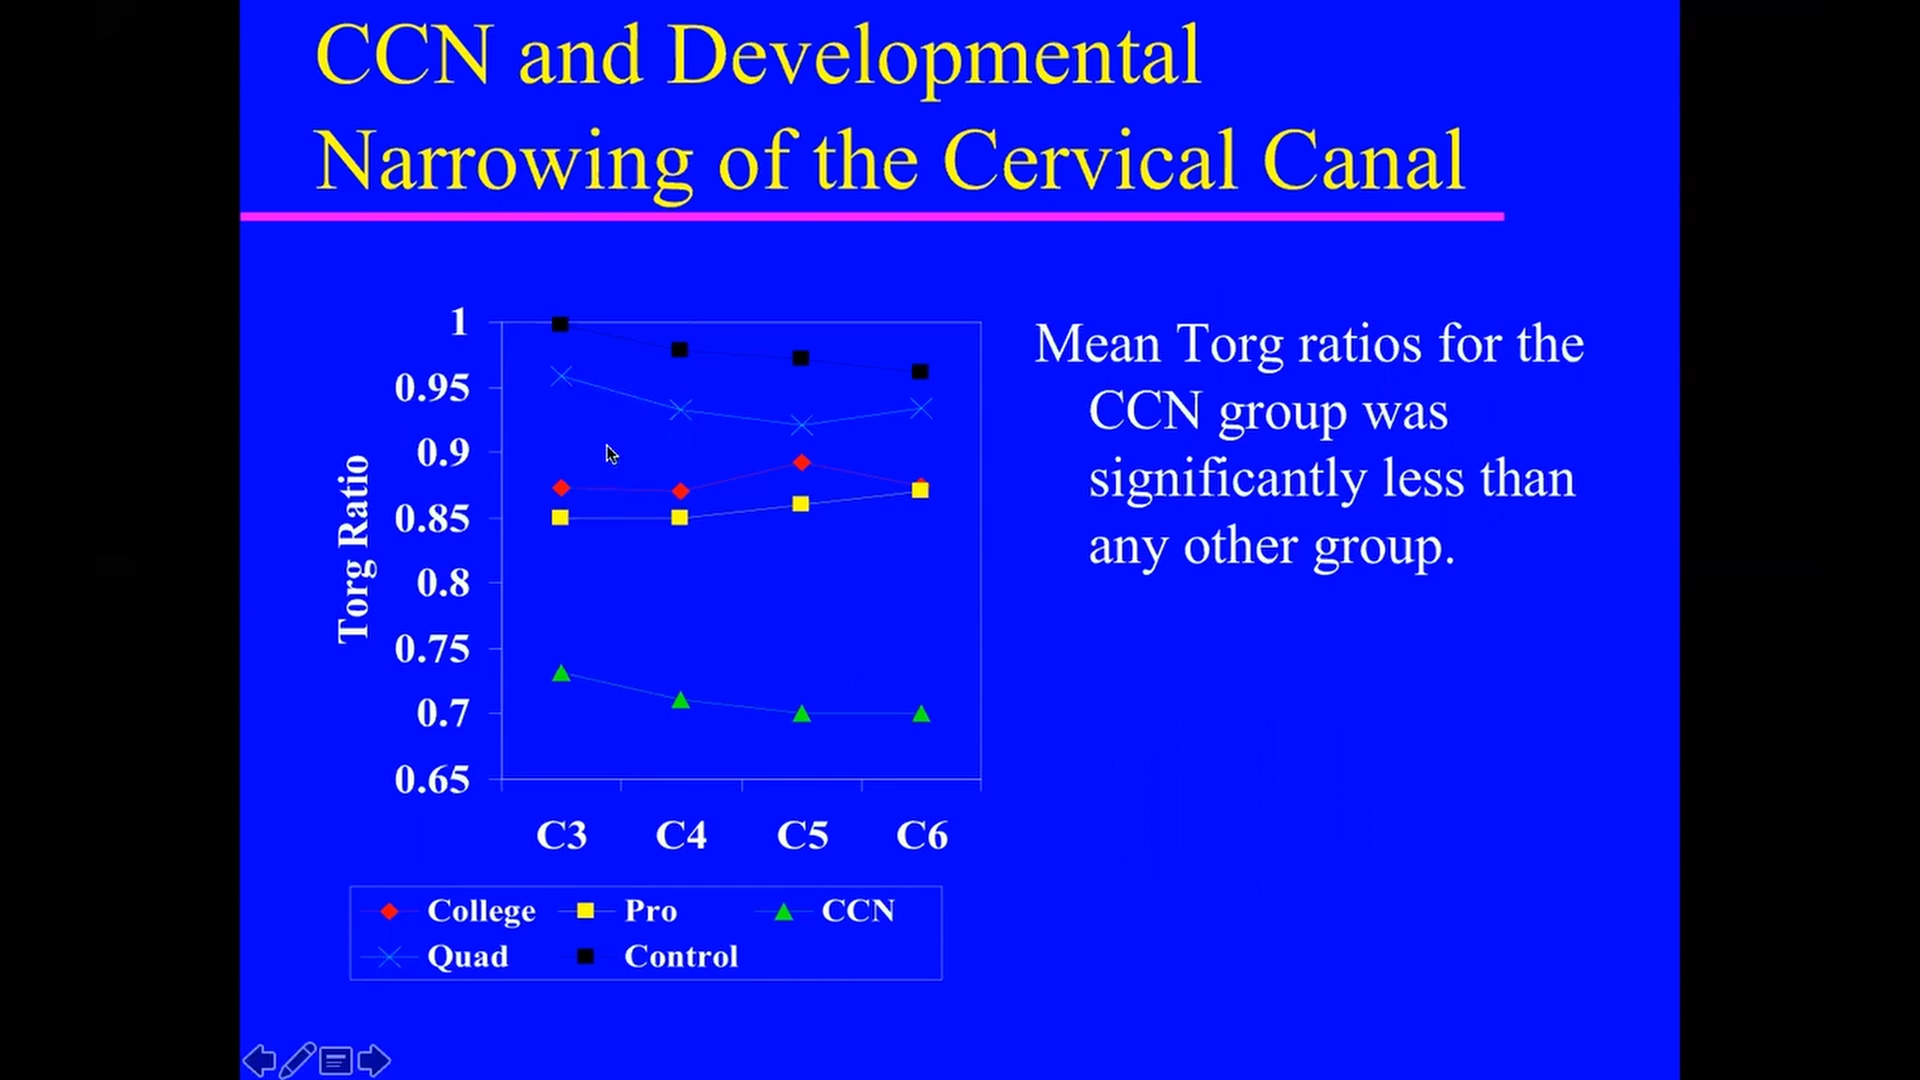 CCN and Developmental
Narrowing of the Cervical Canal
1
0.95
0.9
0.85
0.8
0.75
0.7
0.65
Torg Ratio
C3 C4 C5 C6
College Pro CCN
Quad Control
Mean Torg ratios for the
CCN group was
significantly less than
any other group.